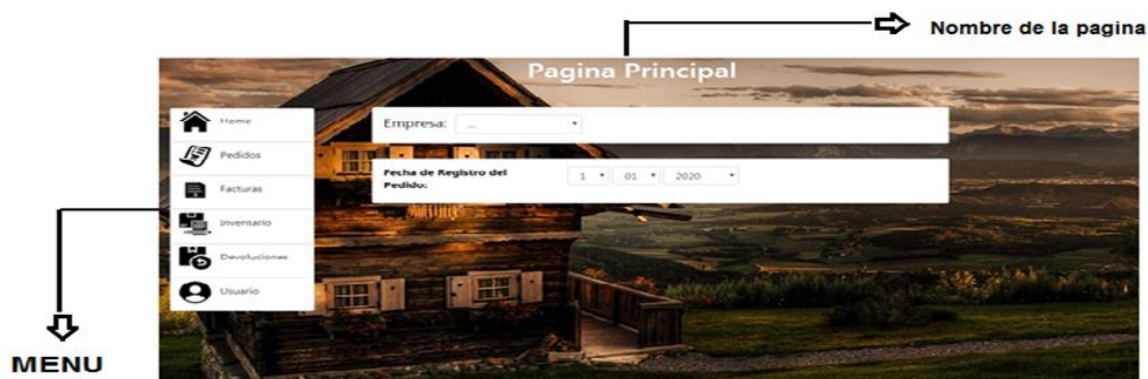 Nombre de la pagina
Pagina Principal
Home
Pedidos
Facturas
Inventario
Devoluciones
Usuario
Empresa: ...
Fecha de Registro del
Pedido:
1 01 2020
MENU